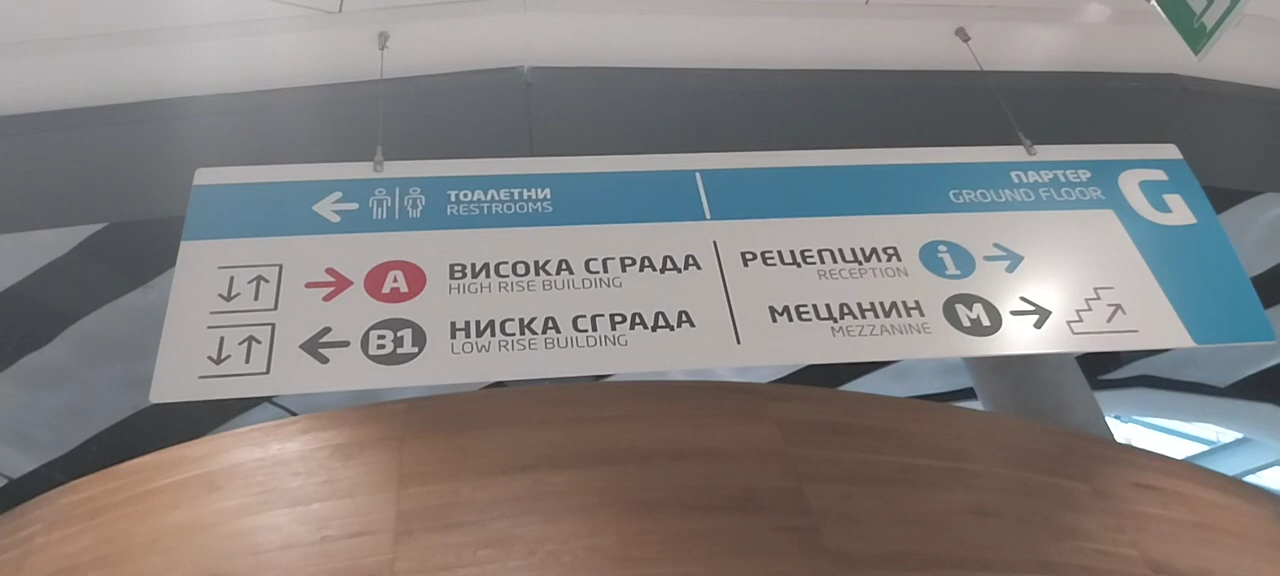 ТОАЛЕТНИ
RESTROOMS
ПАРТЕР
GROUND FLOOR
G
A
ВИСОКА СГРАДА
HIGH RISE BUILDING
B1
НИСКА СГРАДА
LOW RISE BUILDING
РЕЦЕПЦИЯ
RECEPTION
i
МЕЦАНИН
MEZZANINE
M